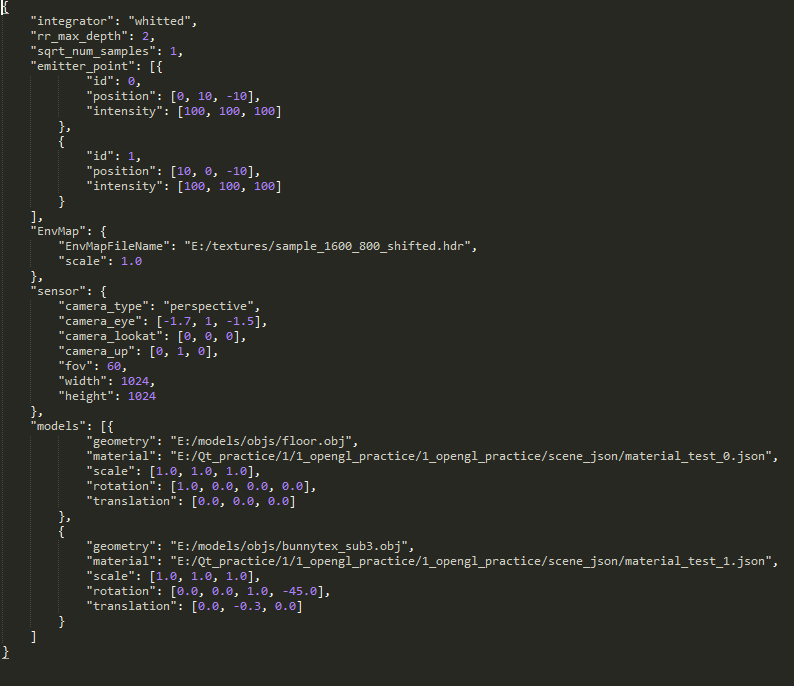 {
"integrator": "whitted",
"rr_max_depth": 2,
"sqrt_num_samples": 1,
"emitter_point": [{
"id": 0,
"position": [0, 10, -10],
"intensity": [100, 100, 100]
},
{
"id": 1,
"position": [10, 0, -10],
"intensity": [100, 100, 100]
}
],
"EnvMap": {
"EnvMapFileName": "E:/textures/sample_1600_800_shifted.hdr",
"scale": 1.0
},
"sensor": {
"camera_type": "perspective",
"camera_eye": [-1.7, 1, -1.5],
"camera_lookat": [0, 0, 0],
"camera_up": [0, 1, 0],
"fov": 60,
"width": 1024,
"height": 1024
},
"models": [{
"geometry": "E:/models/objs/floor.obj",
"material": "E:/Qt_practice/1/1_opengl_practice/1_opengl_practice/scene_json/material_test_0.json",
"scale": [1.0, 1.0, 1.0],
"rotation": [1.0, 0.0, 0.0, 0.0],
"translation": [0.0, 0.0, 0.0]
},
{
"geometry": "E:/models/objs/bunnytex_sub3.obj",
"material": "E:/Qt_practice/1/1_opengl_practice/1_opengl_practice/scene_json/material_test_1.json",
"scale": [1.0, 1.0, 1.0],
"rotation": [0.0, 0.0, 1.0, -45.0],
"translation": [0.0, -0.3, 0.0]
}
]
}